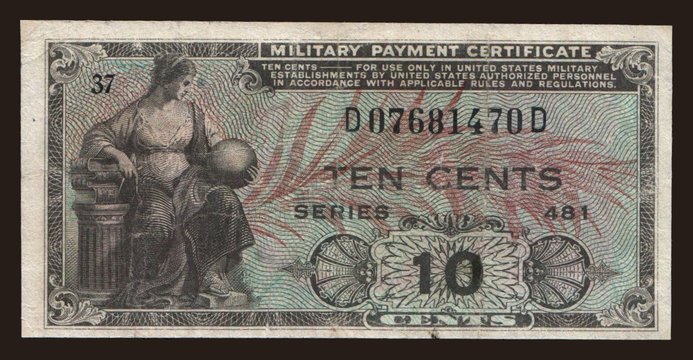 MILITARY PAYMENT CERTIFICATE
TEN CENTS — FOR USE ONLY IN UNITED STATES MILITARY
ESTABLISHMENTS BY UNITED STATES AUTHORIZED PERSONNEL
IN ACCORDANCE WITH APPLICABLE RULES AND REGULATIONS.
37
D07681470D
TEN CENTS
SERIES 481
10
CENTS